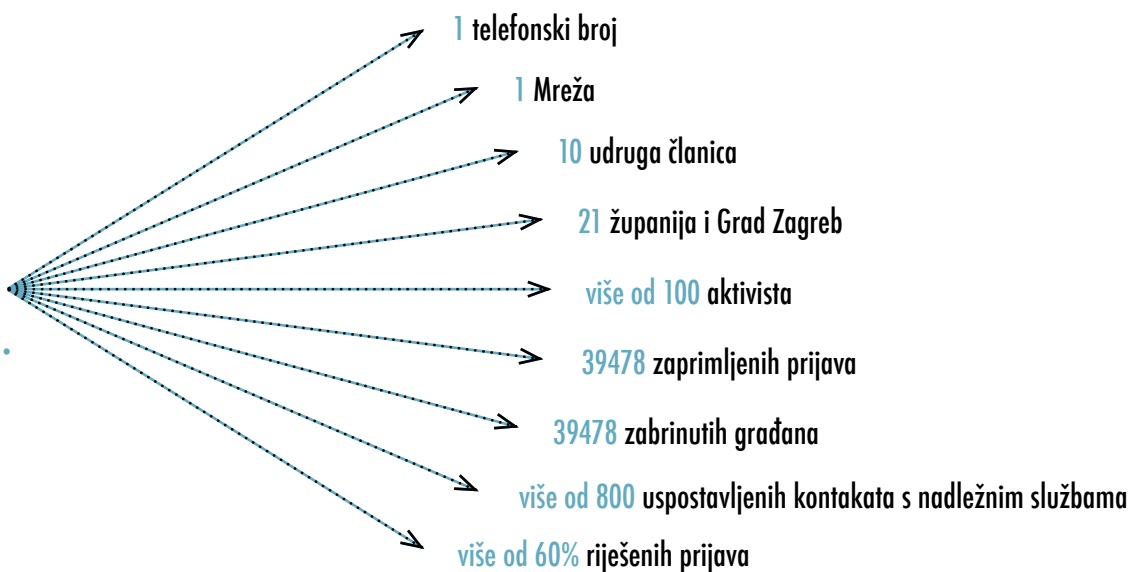 1 telefonski broj
1 Mreža
10 udruga članica
21 županija i Grad Zagreb
više od 100 aktivista
39478 zaprimljenih prijava
39478 zabrinutih građana
više od 800 uspostavljenih kontakata s nadležnim službama
više od 60% riješenih prijava